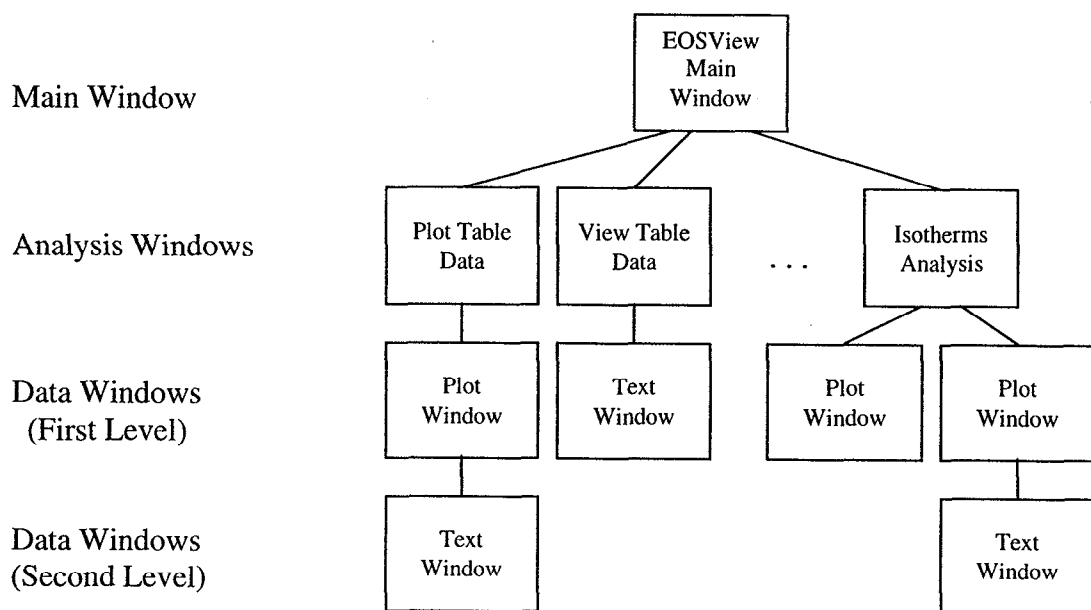 EOSView
Main
Window
Main Window
Analysis Windows
Plot Table
Data
View Table
Data
. . .
Isotherms
Analysis
Data Windows
(First Level)
Plot
Window
Text
Window
Plot
Window
Plot
Window
Data Windows
(Second Level)
Text
Window
Text
Window